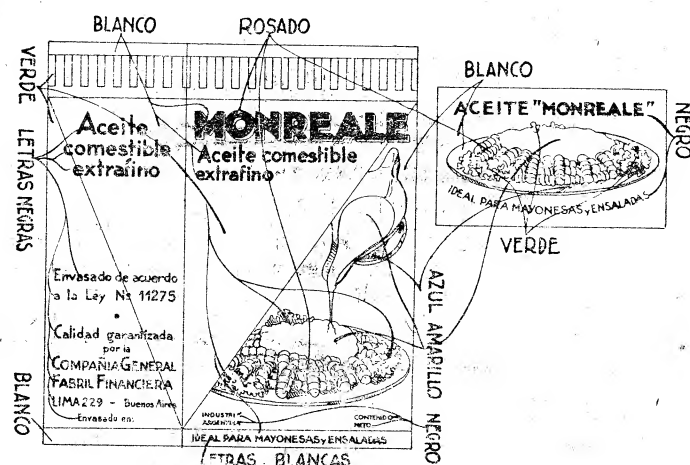 BLANCO
ROSADO
VERDE
LETRAS NEGRAS
BLANCO
Aceite
comestible
extrafino
Envasado de acuerdo
a la Ley Nº 11275
Calidad garantizada
por la
COMPAÑIA GENERAL
FABRIL FINANCIERA
LIMA 229 - Buenos Aires
Envasado en:
MONREALE
Aceite comestible
extrafino
INDUSTRIA
ARGENTINA
CONTENIDO
NETO
IDEAL PARA MAYONESAS y ENSALADAS
LETRAS BLANCAS
AZUL AMARILLO NEGRO
BLANCO
ACEITE "MONREALE"
IDEAL PARA MAYONESAS y ENSALADAS
VERDE
NEGRO